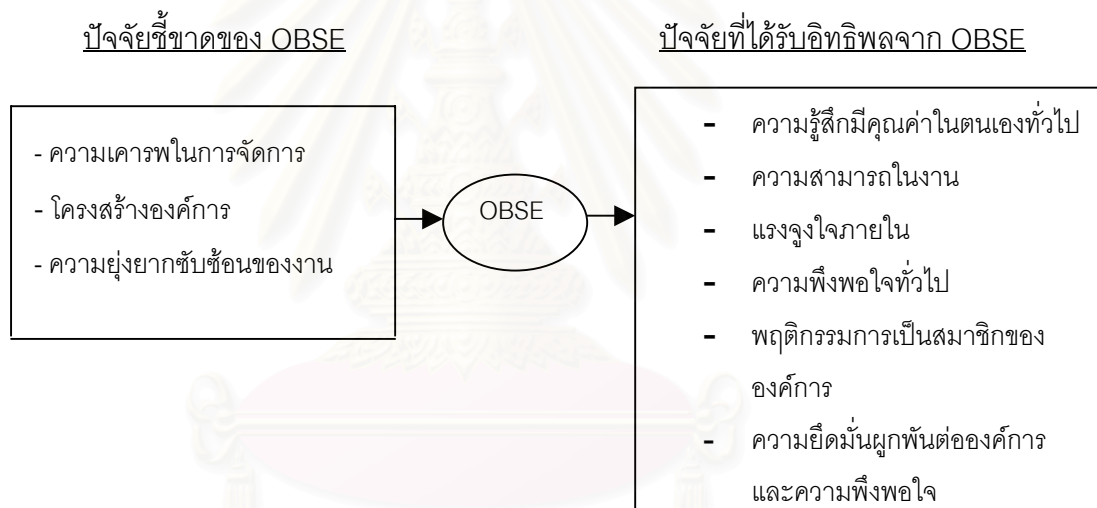 ปัจจัยชี้ขาดของ OBSE
ปัจจัยที่ได้รับอิทธิพลจาก OBSE
- ความเคารพในการจัดการ
- โครงสร้างองค์การ
- ความยุ่งยากซับซ้อนของงาน
OBSE
- ความรู้สึกมีคุณค่าในตนเองทั่วไป
- ความสามารถในงาน
- แรงจูงใจภายใน
- ความพึงพอใจทั่วไป
- พฤติกรรมการเป็นสมาชิกของ
องค์การ
- ความยึดมั่นผูกพันต่อองค์การ
และความพึงพอใจ